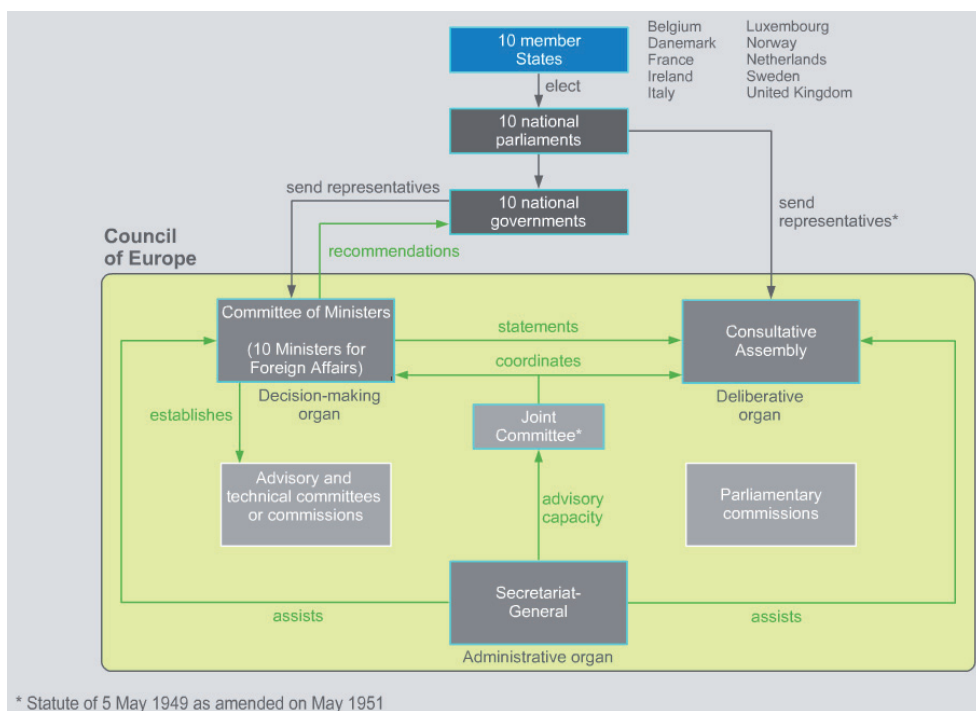 10 member
States
Belgium
Danemark
France
Ireland
Italy
Luxembourg
Norway
Netherlands
Sweden
United Kingdom
elect
10 national
parliaments
send representatives
10 national
governments
send
representatives*
Council
of Europe
recommendations
Committee of Ministers
(10 Ministers for
Foreign Affairs)
statements
Consultative
Assembly
coordinates
Decision-making
organ
Deliberative
organ
establishes
Joint
Committee*
Advisory and
technical committees
or commissions
advisory
capacity
Parliamentary
commissions
Secretariat-
General
assists
assists
Administrative organ
* Statute of 5 May 1949 as amended on May 1951